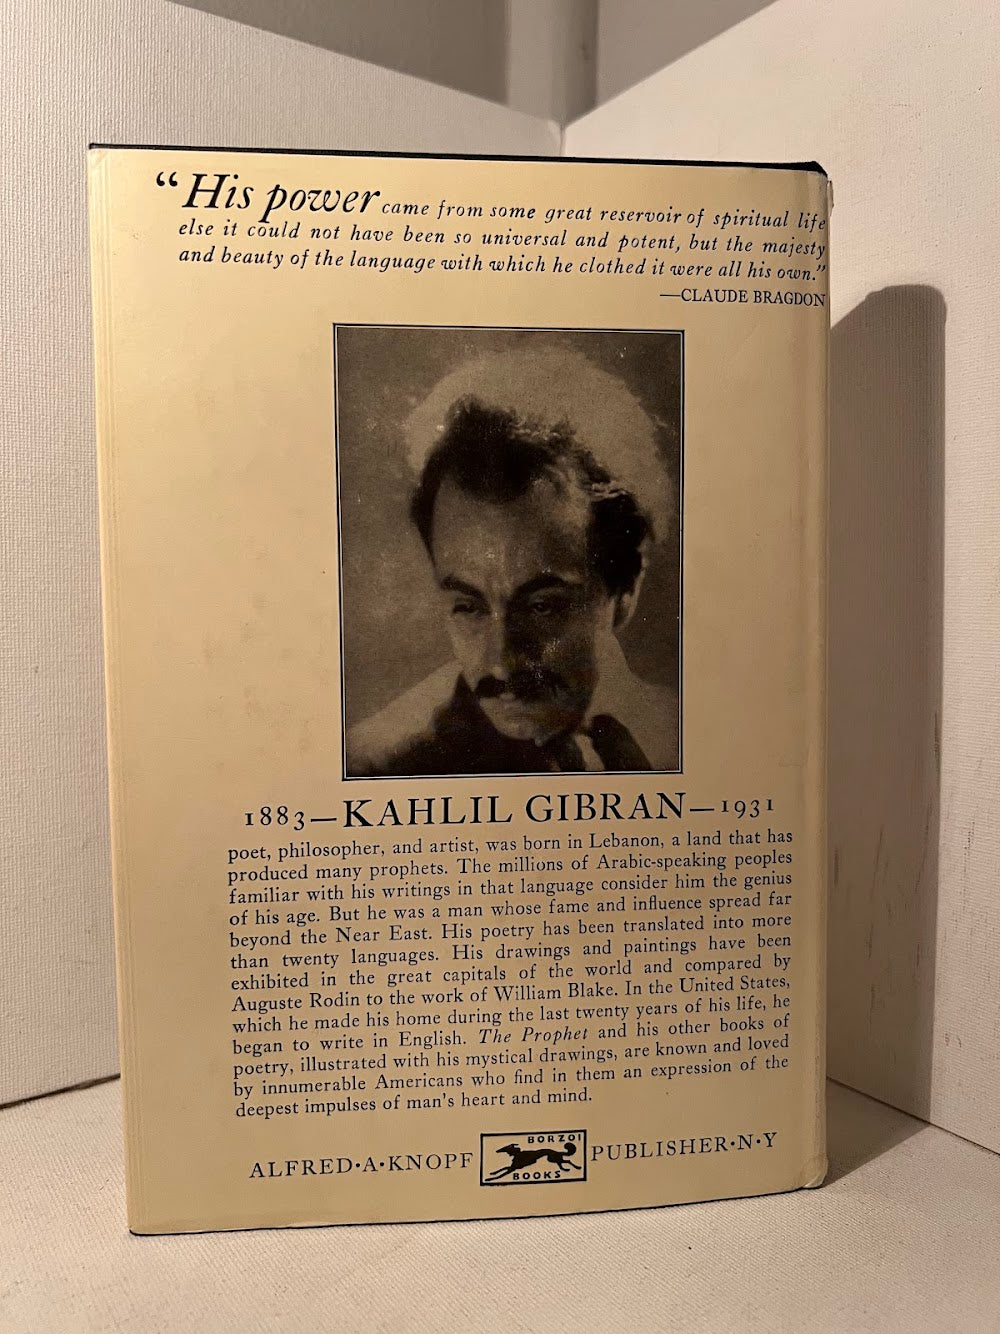 “His power came from some great reservoir of spiritual life
else it could not have been so universal and potent, but the majesty
and beauty of the language with which he clothed it were all his own.”
—CLAUDE BRAGDON
1883—KAHLIL GIBRAN—1931
poet, philosopher, and artist, was born in Lebanon, a land that has
produced many prophets. The millions of Arabic-speaking peoples
familiar with his writings in that language consider him the genius
of his age. But he was a man whose fame and influence spread far
beyond the Near East. His poetry has been translated into more
than twenty languages. His drawings and paintings have been
exhibited in the great capitals of the world and compared by
Auguste Rodin to the work of William Blake. In the United States,
which he made his home during the last twenty years of his life, he
began to write in English. The Prophet and his other books of
poetry, illustrated with his mystical drawings, are known and loved
by innumerable Americans who find in them an expression of the
deepest impulses of man's heart and mind.
ALFRED·A·KNOPF BORZOI BOOKS PUBLISHER·N·Y